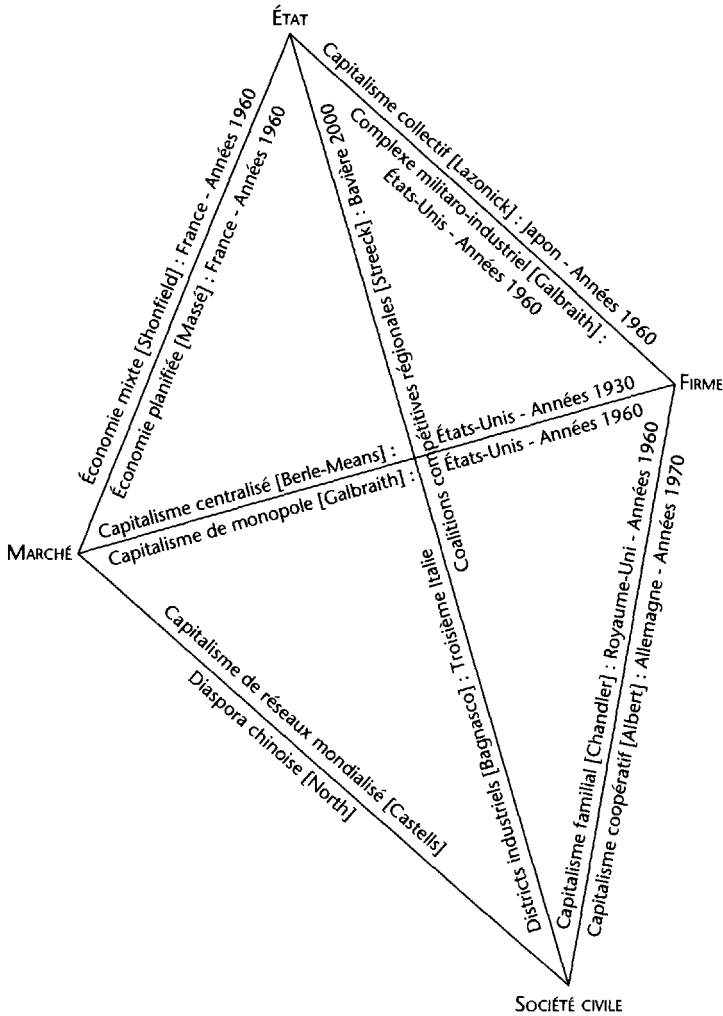 ÉTAT
Capitalisme collectif [Lazonick] : Japon - Années 1960
Complexe militaro-industriel [Galbraith] :
États-Unis - Années 1960
Économie mixte [Shonfield] : France - Années 1960
Économie planifiée [Massé] : France - Années 1960
Coalitions compétitives régionales [Streeck] : Bavière 2000
FIRME
Capitalisme centralisé [Berle-Means] : États-Unis - Années 1930
Capitalisme de monopole [Galbraith] : États-Unis - Années 1960
MARCHÉ
Capitalisme de réseaux mondialisé [Castells]
Diaspora chinoise [North]
Districts industriels [Bagnasco] : Troisième Italie
Capitalisme familial [Chandler] : Royaume-Uni - Années 1960
Capitalisme coopératif [Albert] : Allemagne - Années 1970
SOCIÉTÉ CIVILE